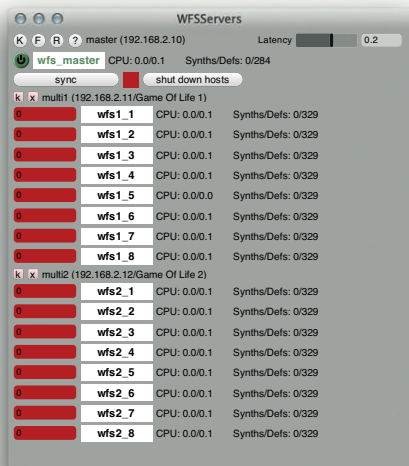 WFSServers
K F R ? master (192.168.2.10) Latency 0.2
wfs_master CPU: 0.0/0.1 Synths/Defs: 0/284
sync shut down hosts
k x multi1 (192.168.2.11/Game Of Life 1)
0 wfs1_1 CPU: 0.0/0.1 Synths/Defs: 0/329
0 wfs1_2 CPU: 0.0/0.1 Synths/Defs: 0/329
0 wfs1_3 CPU: 0.0/0.1 Synths/Defs: 0/329
0 wfs1_4 CPU: 0.0/0.1 Synths/Defs: 0/329
0 wfs1_5 CPU: 0.0/0.0 Synths/Defs: 0/329
0 wfs1_6 CPU: 0.0/0.1 Synths/Defs: 0/329
0 wfs1_7 CPU: 0.0/0.1 Synths/Defs: 0/329
0 wfs1_8 CPU: 0.0/0.1 Synths/Defs: 0/329
k x multi2 (192.168.2.12/Game Of Life 2)
0 wfs2_1 CPU: 0.0/0.1 Synths/Defs: 0/329
0 wfs2_2 CPU: 0.0/0.1 Synths/Defs: 0/329
0 wfs2_3 CPU: 0.0/0.1 Synths/Defs: 0/329
0 wfs2_4 CPU: 0.0/0.1 Synths/Defs: 0/329
0 wfs2_5 CPU: 0.0/0.1 Synths/Defs: 0/329
0 wfs2_6 CPU: 0.0/0.1 Synths/Defs: 0/329
0 wfs2_7 CPU: 0.0/0.1 Synths/Defs: 0/329
0 wfs2_8 CPU: 0.0/0.1 Synths/Defs: 0/329